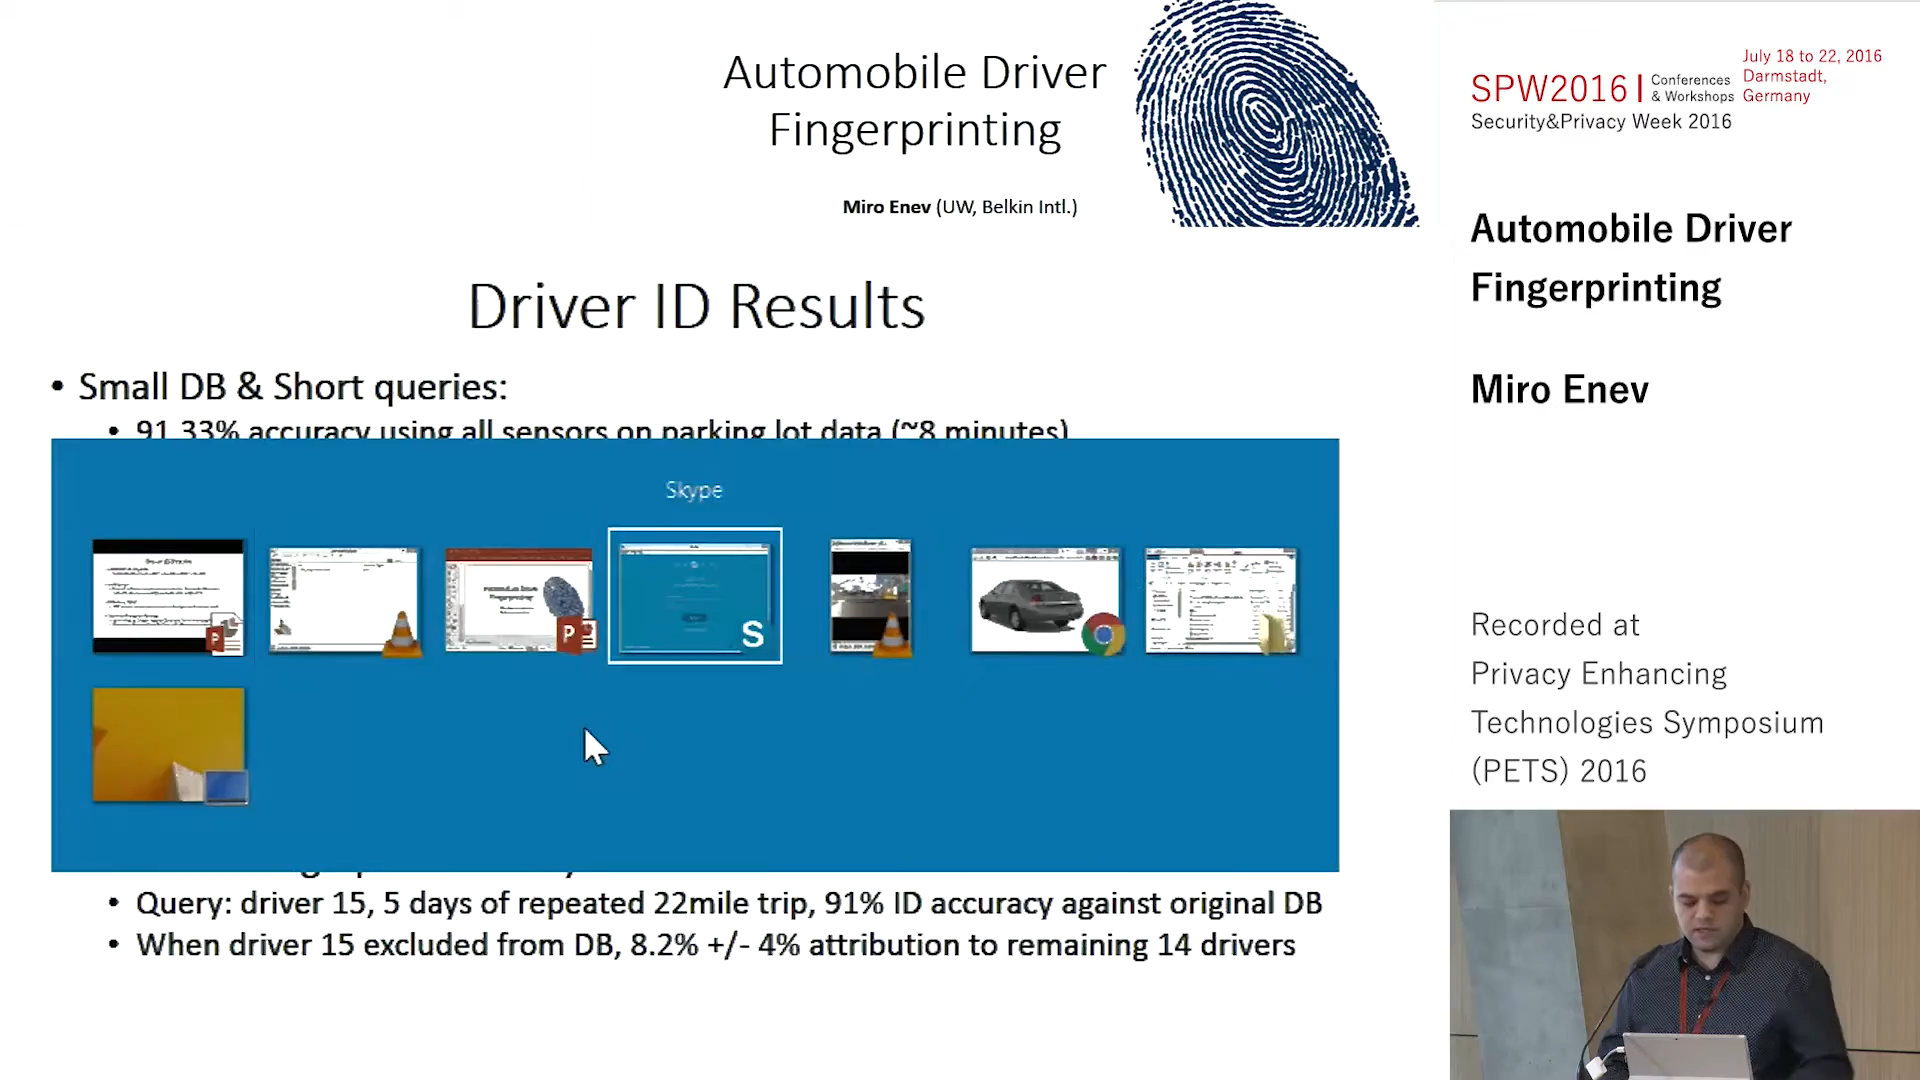 Automobile Driver
Fingerprinting
Miro Enev (UW, Belkin Intl.)
Driver ID Results
• Small DB & Short queries:
• 91.33% accuracy using all sensors on parking lot data (~8 minutes)
Skype
• Query: driver 15, 5 days of repeated 22mile trip, 91% ID accuracy against original DB
• When driver 15 excluded from DB, 8.2% +/- 4% attribution to remaining 14 drivers
SPW2016 | Conferences & Workshops
July 18 to 22, 2016
Darmstadt,
Germany
Security&Privacy Week 2016
Automobile Driver
Fingerprinting
Miro Enev
Recorded at
Privacy Enhancing
Technologies Symposium
(PETS) 2016